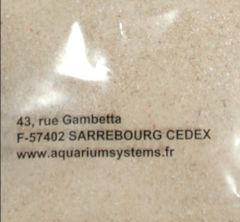 43, rue Gambetta
F-57402 SARREBOURG CEDEX
www.aquariumsystems.fr